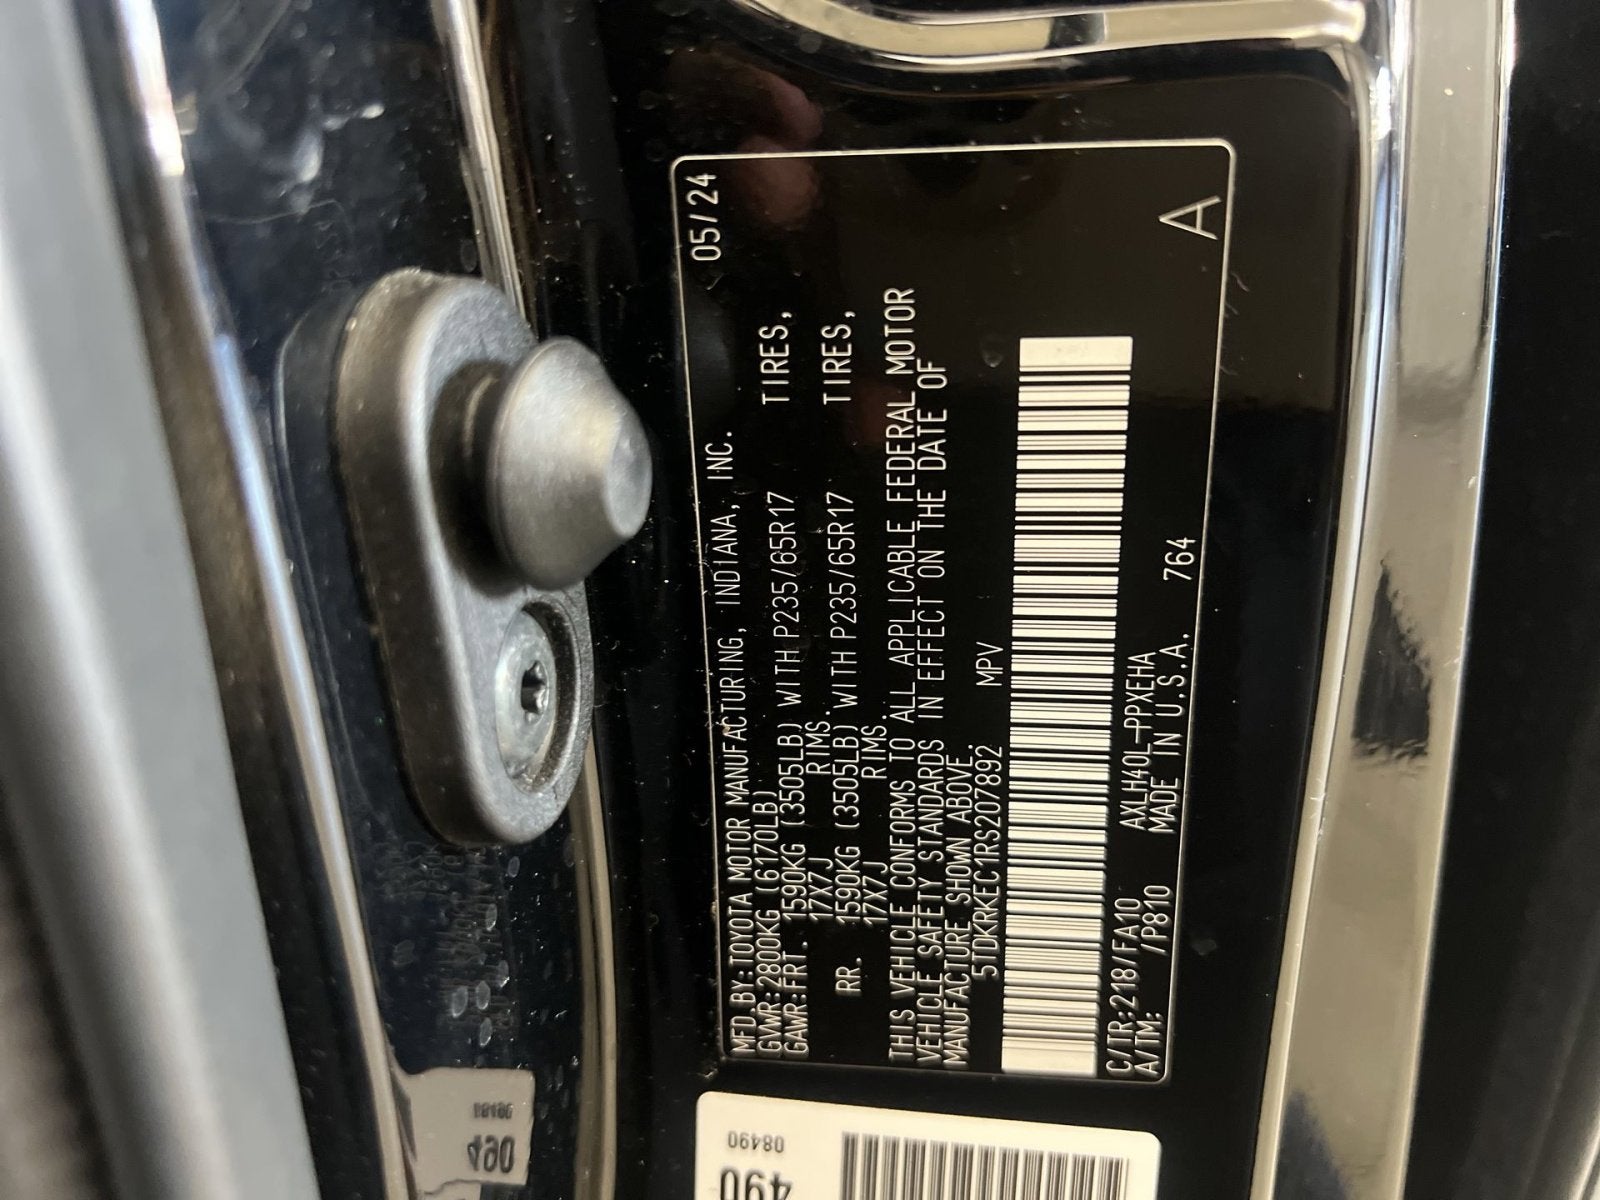 05/24
MFD.BY:TOYOTA MOTOR MANUFACTURING, INDIANA, INC.
GVWR:2800KG(6170LB)
GAWR:FRT. 1590KG (3505LB) WITH P235/65R17 TIRES,
17X7J RIMS,
RR. 1590KG (3505LB) WITH P235/65R17 TIRES,
17X7J RIMS.
THIS VEHICLE CONFORMS TO ALL APPLICABLE FEDERAL MOTOR
VEHICLE SAFETY STANDARDS IN EFFECT ON THE DATE OF
MANUFACTURE SHOWN ABOVE.
5TDKRKEC1RS207892 MPV
C/TR:218/FA10 AXLH40L-PPXEHA
A/TM: /P810 MADE IN U.S.A. 764
A
08490
490